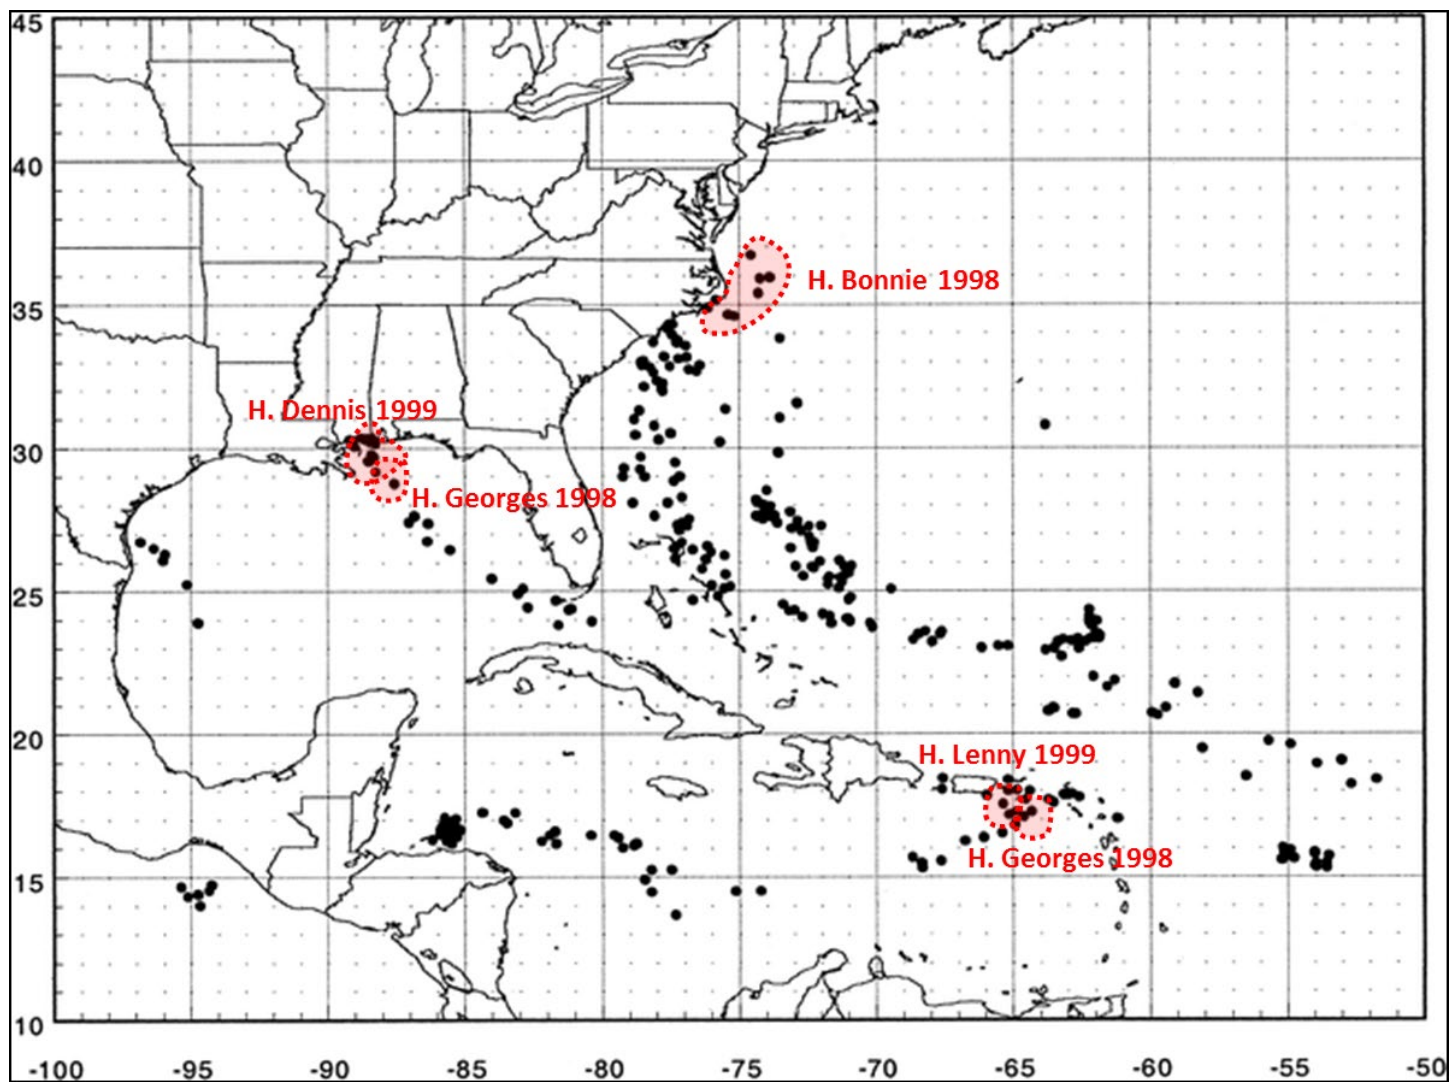 45
40
H. Bonnie 1998
35
H. Dennis 1999
30
H. Georges 1998
25
20
H. Lenny 1999
H. Georges 1998
15
10
-100 -95 -90 -85 -80 -75 -70 -65 -60 -55 -50